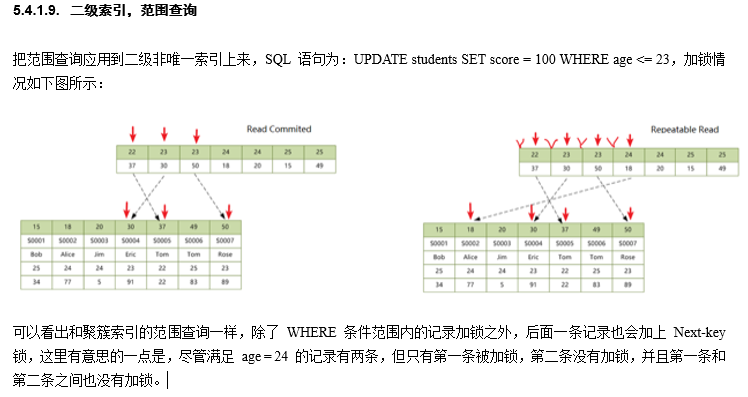 5.4.1.9. 二级索引，范围查询
把范围查询应用到二级非唯一索引上来，SQL 语句为：UPDATE students SET score = 100 WHERE age <= 23，加锁情
况如下图所示：
Read Commited
22 23 23 24 24 25 25
37 30 50 18 20 15 49
15 18 20 30 37 49 50
S0001 S0002 S0003 S0004 S0005 S0006 S0007
Bob Alice Jim Eric Tom Tom Rose
25 24 24 23 22 25 23
34 77 5 91 22 83 89
Repeatable Read
22 23 23 24 24 25 25
37 30 50 18 20 15 49
15 18 20 30 37 49 50
S0001 S0002 S0003 S0004 S0005 S0006 S0007
Bob Alice Jim Eric Tom Tom Rose
25 24 24 23 22 25 23
34 77 5 91 22 83 89
可以看出和聚簇索引的范围查询一样，除了 WHERE 条件范围内的记录加锁之外，后面一条记录也会加上 Next-key
锁，这里有意思的一点是，尽管满足 age = 24 的记录有两条，但只有第一条被加锁，第二条没有加锁，并且第一条和
第二条之间也没有加锁。